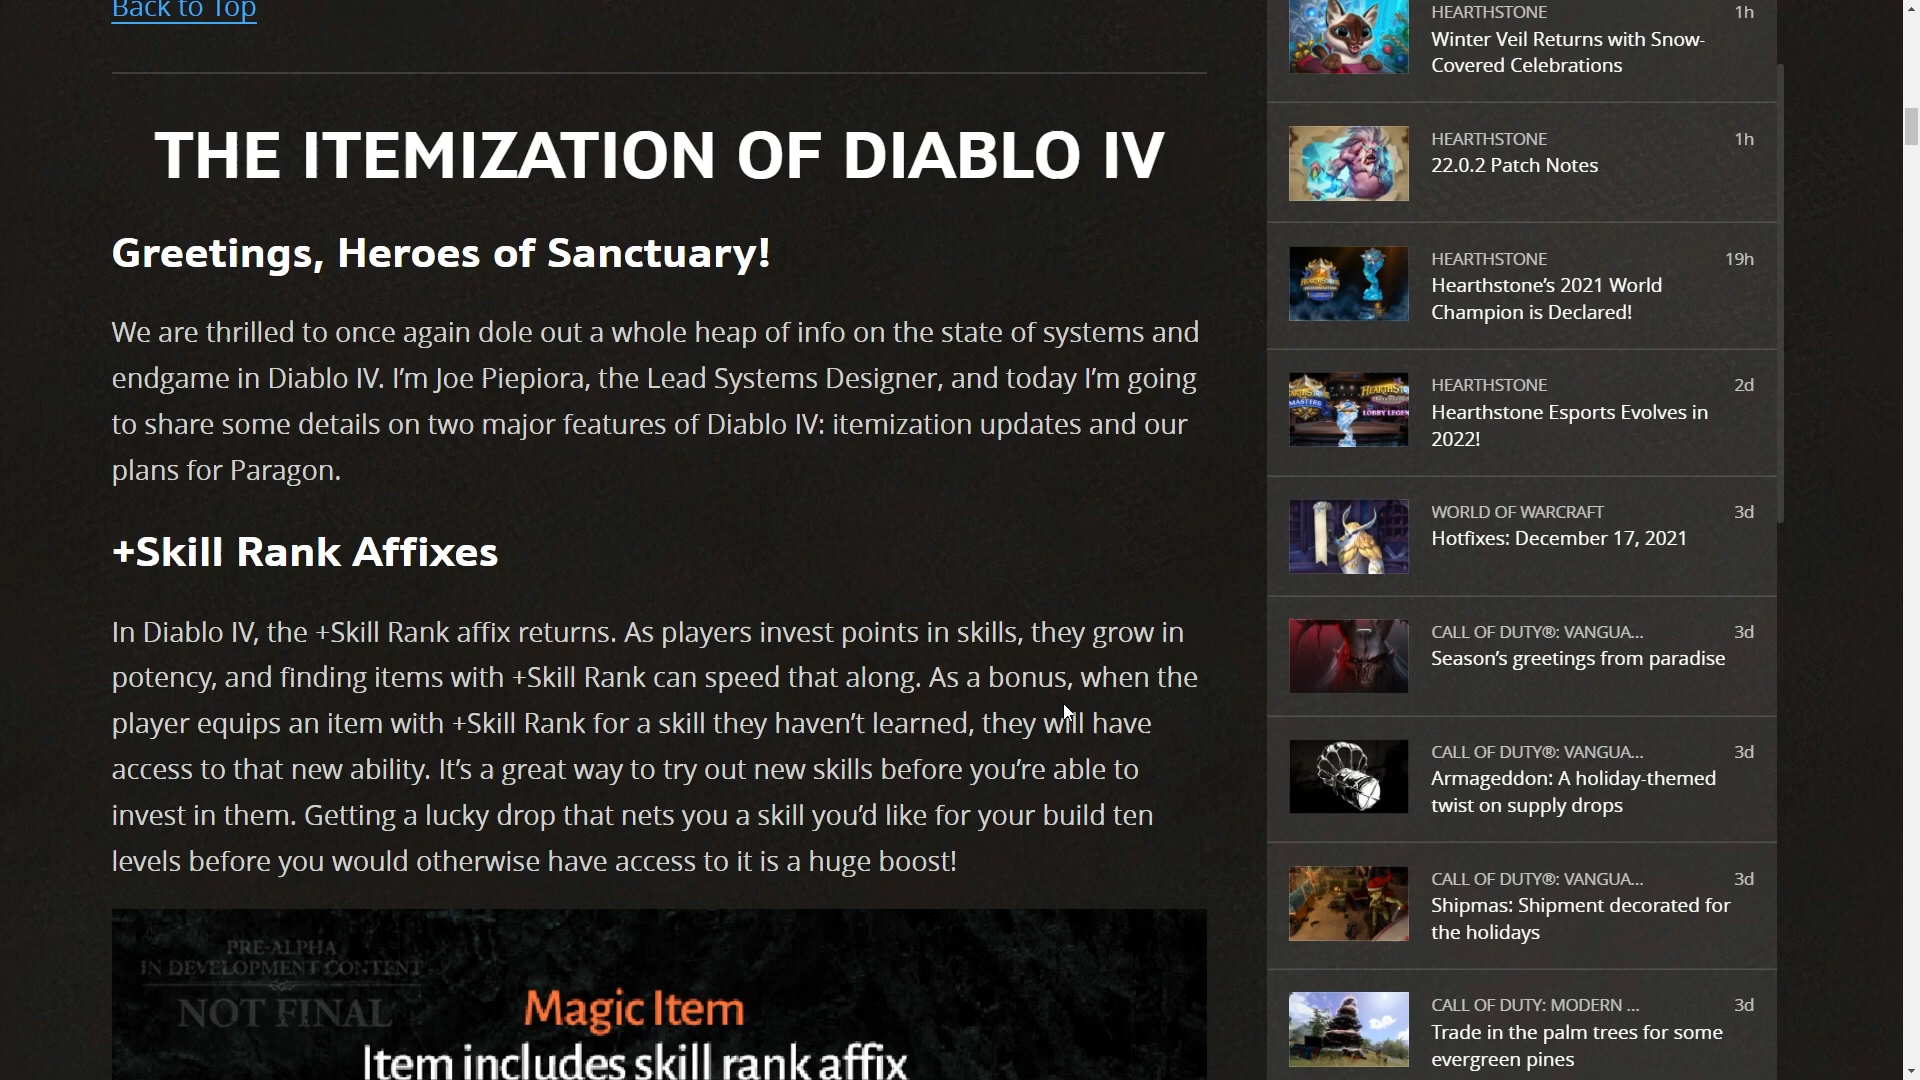 Back to Top
THE ITEMIZATION OF DIABLO IV
Greetings, Heroes of Sanctuary!
We are thrilled to once again dole out a whole heap of info on the state of systems and
endgame in Diablo IV. I’m Joe Piepiora, the Lead Systems Designer, and today I’m going
to share some details on two major features of Diablo IV: itemization updates and our
plans for Paragon.
+Skill Rank Affixes
In Diablo IV, the +Skill Rank affix returns. As players invest points in skills, they grow in
potency, and finding items with +Skill Rank can speed that along. As a bonus, when the
player equips an item with +Skill Rank for a skill they haven’t learned, they will have
access to that new ability. It’s a great way to try out new skills before you’re able to
invest in them. Getting a lucky drop that nets you a skill you’d like for your build ten
levels before you would otherwise have access to it is a huge boost!
PRE-ALPHA
IN DEVELOPMENT CONTENT
NOT FINAL
Magic Item
Item includes skill rank affix
HEARTHSTONE 1h
Winter Veil Returns with Snow-
Covered Celebrations
HEARTHSTONE 1h
22.0.2 Patch Notes
HEARTHSTONE 19h
Hearthstone’s 2021 World
Champion is Declared!
HEARTHSTONE 2d
Hearthstone Esports Evolves in
2022!
WORLD OF WARCRAFT 3d
Hotfixes: December 17, 2021
CALL OF DUTY®: VANGUA... 3d
Season’s greetings from paradise
CALL OF DUTY®: VANGUA... 3d
Armageddon: A holiday-themed
twist on supply drops
CALL OF DUTY®: VANGUA... 3d
Shipmas: Shipment decorated for
the holidays
CALL OF DUTY: MODERN ... 3d
Trade in the palm trees for some
evergreen pines